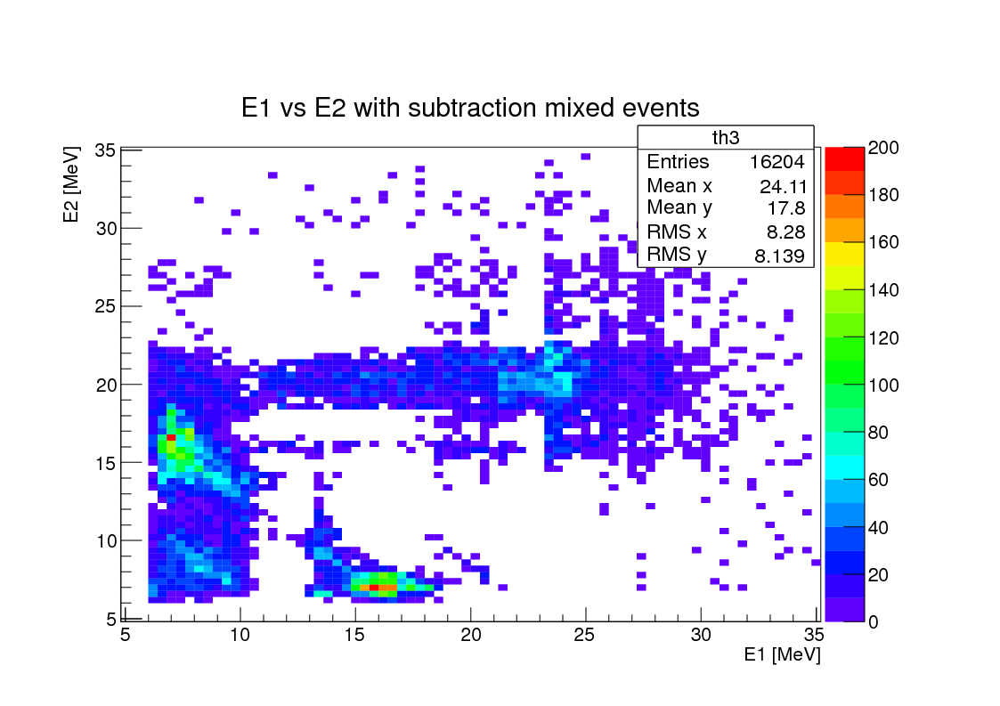 E1 vs E2 with subtraction mixed events
th3
Entries 16204
Mean x 24.11
Mean y 17.8
RMS x 8.28
RMS y 8.139
E2 [MeV]
35
30
25
20
15
10
5
5 10 15 20 25 30 35
E1 [MeV]
200
180
160
140
120
100
80
60
40
20
0